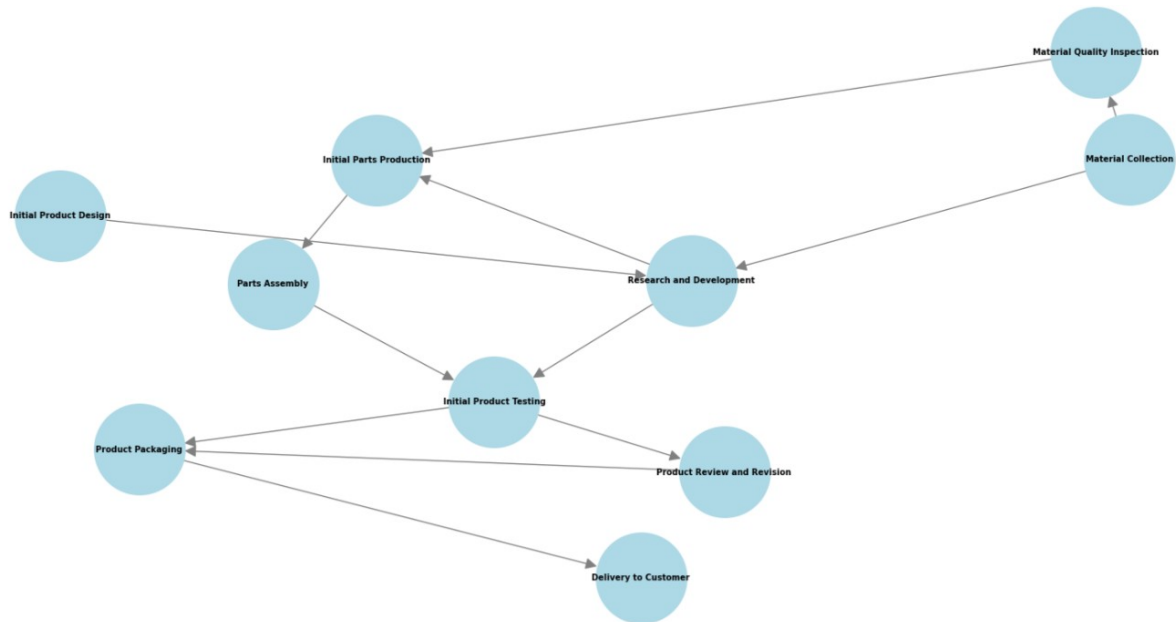 Material Quality Inspection
Initial Parts Production
Material Collection
Initial Product Design
Parts Assembly
Research and Development
Initial Product Testing
Product Packaging
Product Review and Revision
Delivery to Customer